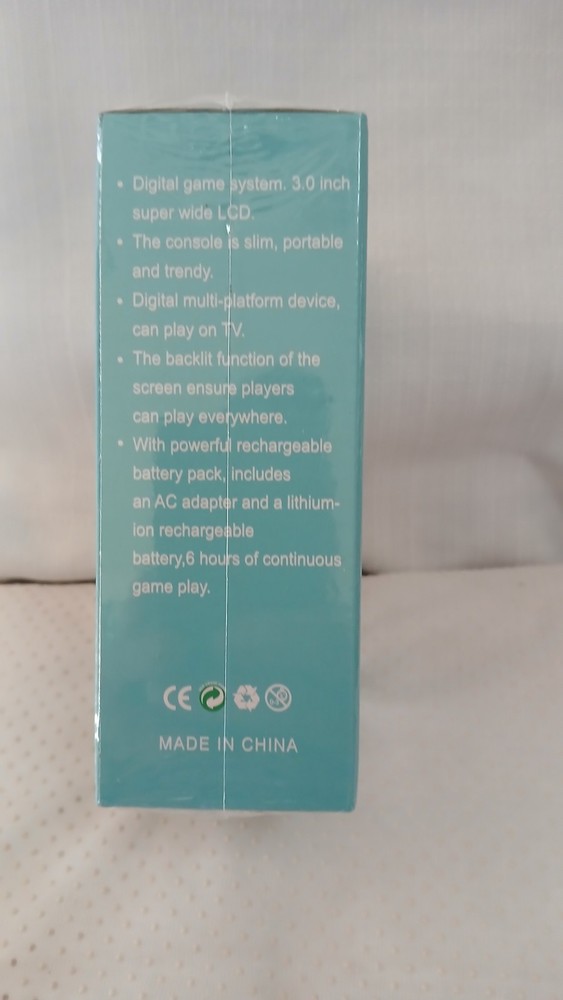 • Digital game system. 3.0 inch
super wide LCD.
• The console is slim, portable
and trendy.
• Digital multi-platform device,
can play on TV.
• The backlit function of the
screen ensure players
can play everywhere.
• With powerful rechargeable
battery pack, includes
an AC adapter and a lithium-
ion rechargeable
battery,6 hours of continuous
game play.
CE
MADE IN CHINA